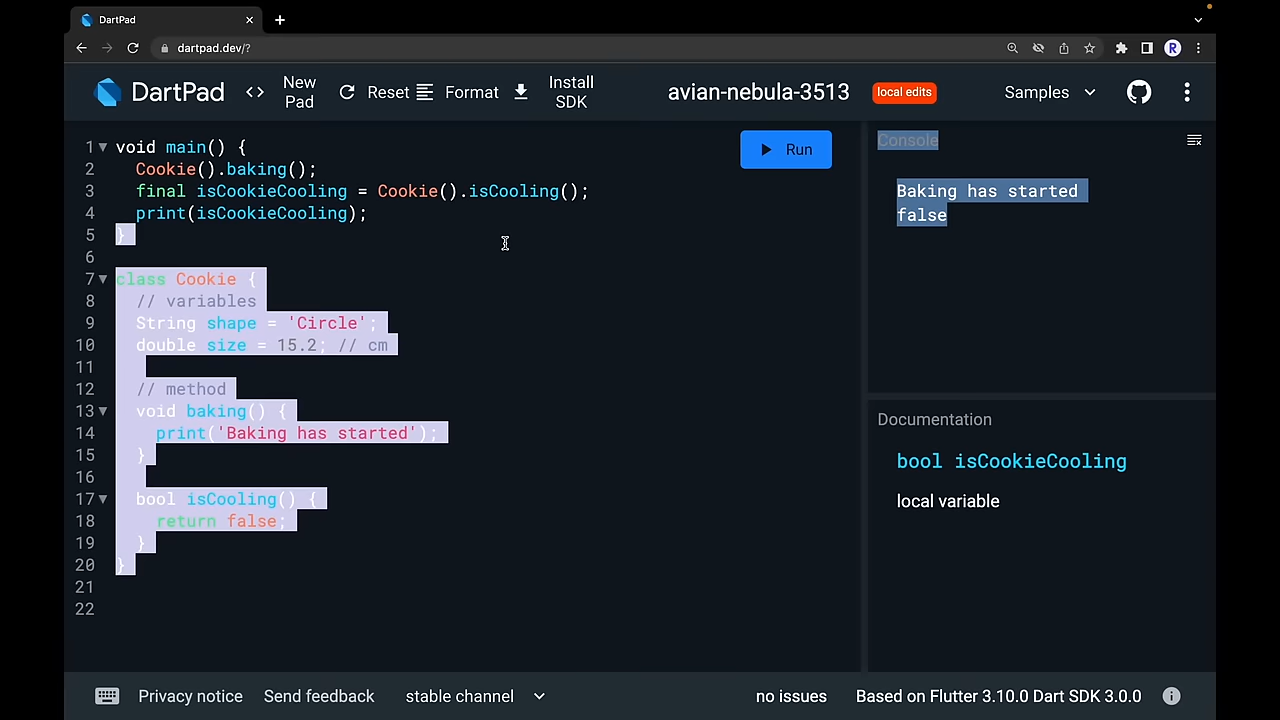 DartPad
dartpad.dev/?
R
DartPad
New Pad
Reset
Format
Install SDK
avian-nebula-3513
local edits
Samples
1 void main() {
2 Cookie().baking();
3 final isCookieCooling = Cookie().isCooling();
4 print(isCookieCooling);
5 }
6
7 class Cookie {
8 // variables
9 String shape = 'Circle';
10 double size = 15.2; // cm
11
12 // method
13 void baking() {
14 print('Baking has started');
15 }
16
17 bool isCooling() {
18 return false;
19 }
20 }
21
22
Run
Console
Baking has started
false
Documentation
bool isCookieCooling
local variable
Privacy notice
Send feedback
stable channel
no issues
Based on Flutter 3.10.0 Dart SDK 3.0.0